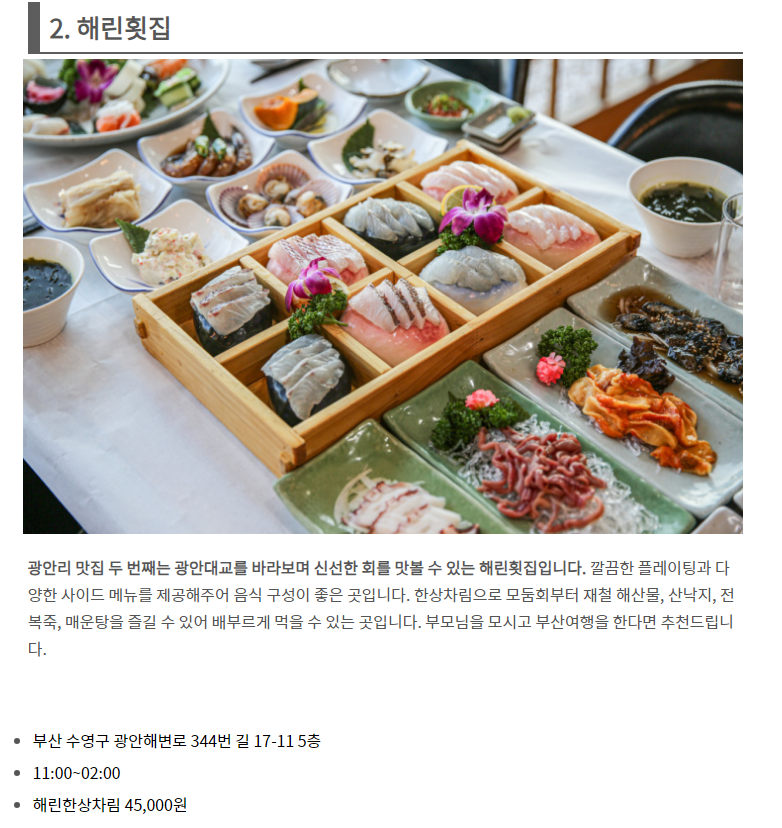 2. 해린횟집
광안리 맛집 두 번째는 광안대교를 바라보며 신선한 회를 맛볼 수 있는 해린횟집입니다. 깔끔한 플레이팅과 다
양한 사이드 메뉴를 제공해주어 음식 구성이 좋은 곳입니다. 한상차림으로 모둠회부터 재철 해산물, 산낙지, 전
복죽, 매운탕을 즐길 수 있어 배부르게 먹을 수 있는 곳입니다. 부모님을 모시고 부산여행을 한다면 추천드립니
다.
부산 수영구 광안해변로 344번 길 17-11 5층
11:00~02:00
해린한상차림 45,000원